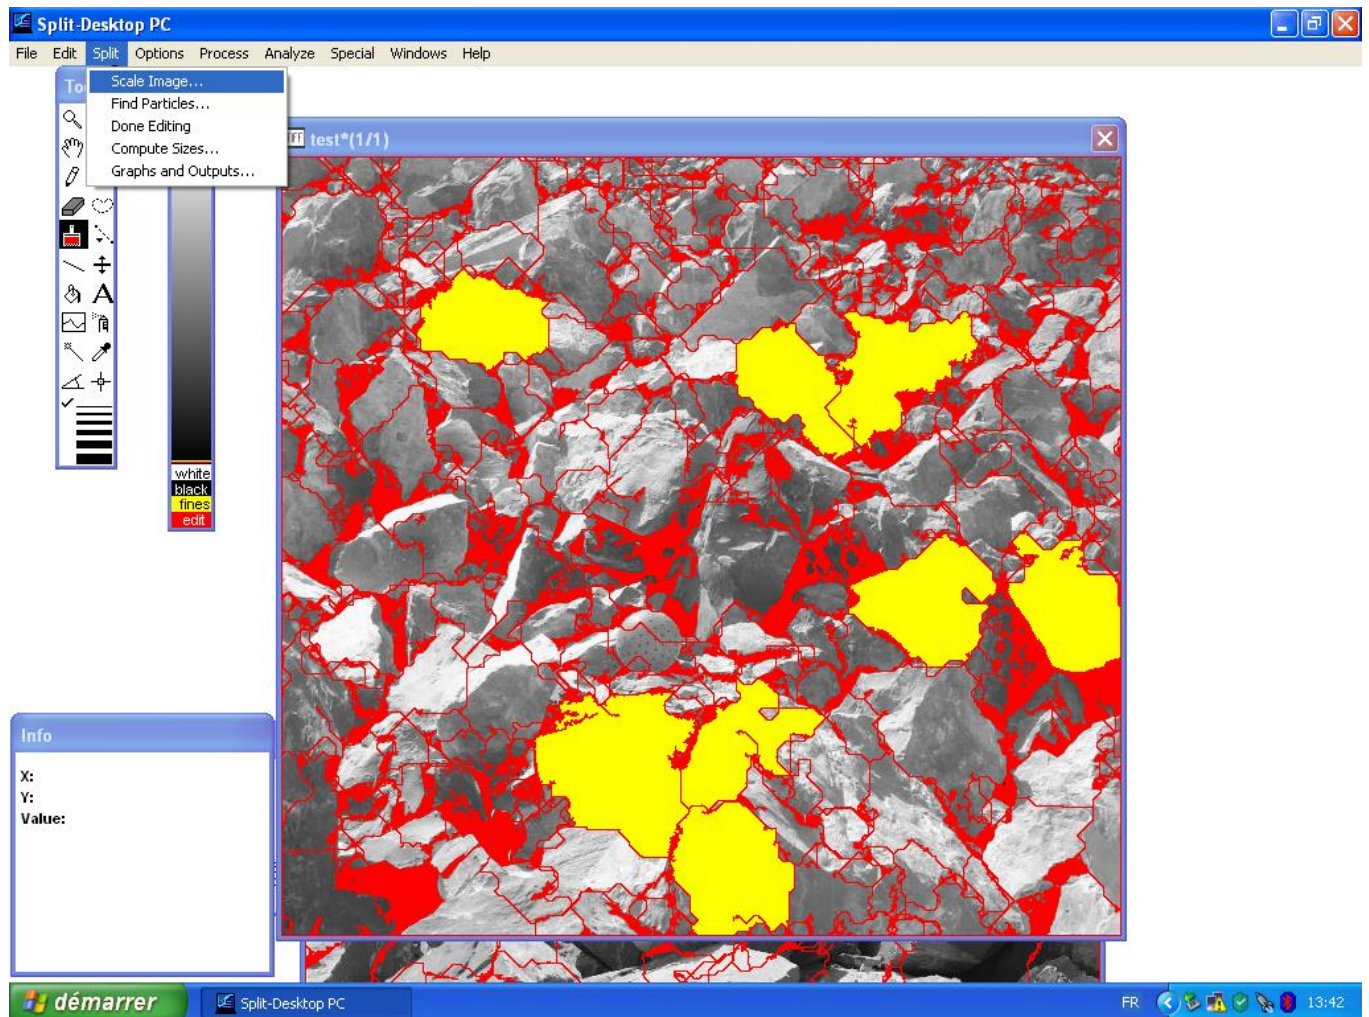 Split-Desktop PC
File Edit Split Options Process Analyze Special Windows Help
Scale Image...
Find Particles...
Done Editing
Compute Sizes...
Graphs and Outputs...
To
test*(1/1)
A
white
black
fines
edit
Info
X:
Y:
Value:
démarrer
Split-Desktop PC
FR
13:42